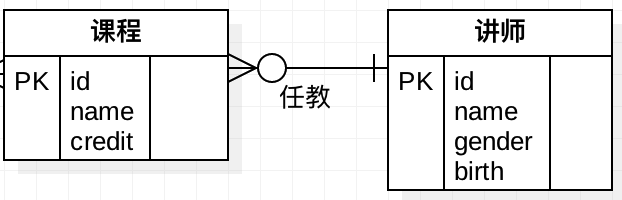 课程
PK id
name
credit
任教
讲师
PK id
name
gender
birth